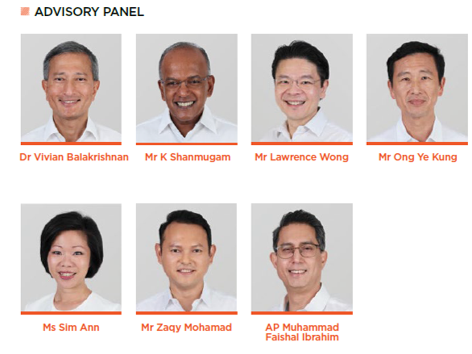 ADVISORY PANEL
Dr Vivian Balakrishnan
Mr K Shanmugam
Mr Lawrence Wong
Mr Ong Ye Kung
Ms Sim Ann
Mr Zaqy Mohamad
AP Muhammad
Faishal Ibrahim